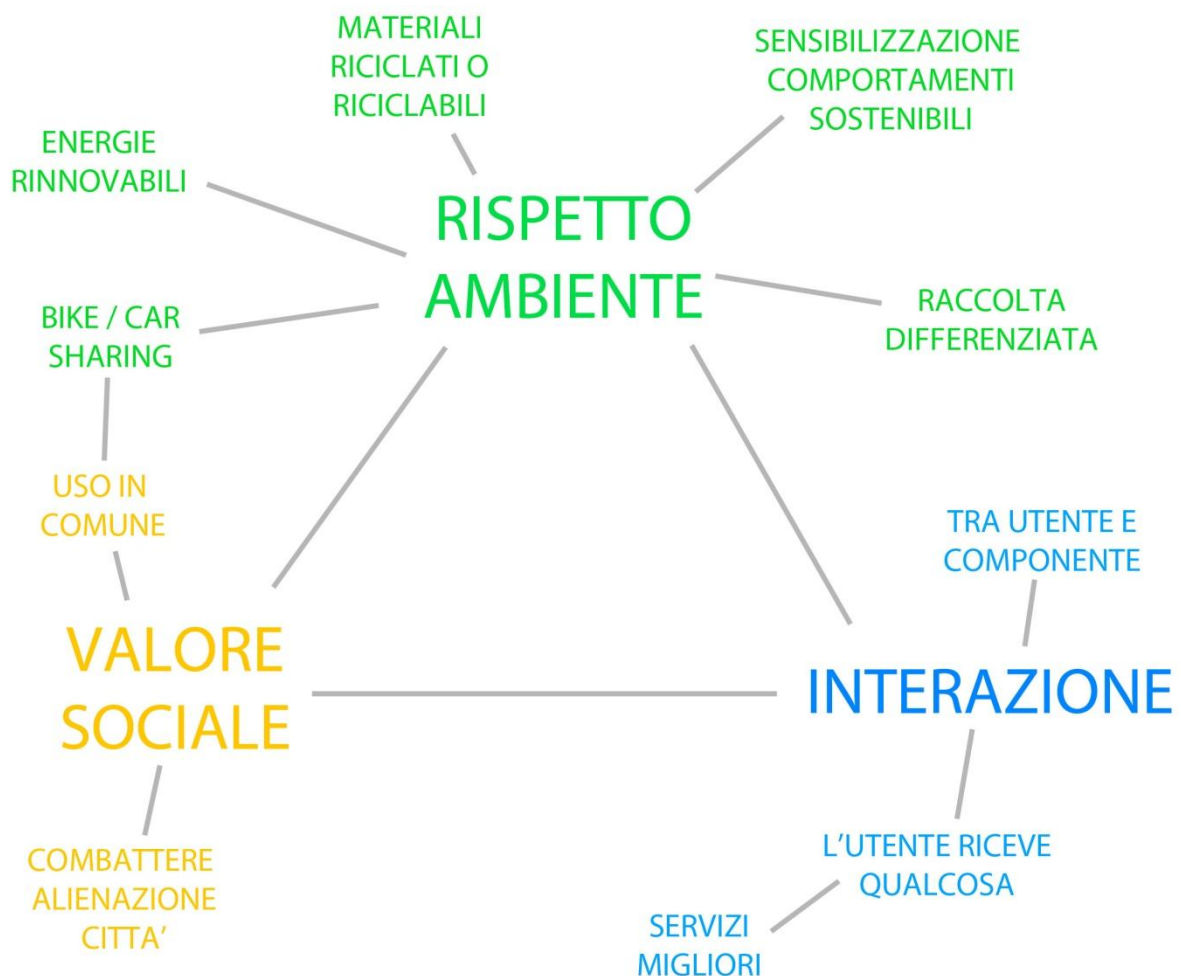 MATERIALI
RICICLATI O
RICICLABILI
SENSIBILIZZAZIONE
COMPORTAMENTI
SOSTENIBILI
ENERGIE
RINNOVABILI
RISPETTO
AMBIENTE
BIKE / CAR
SHARING
RACCOLTA
DIFFERENZIATA
USO IN
COMUNE
TRA UTENTE E
COMPONENTE
VALORE
SOCIALE
INTERAZIONE
COMBATTERE
ALIENAZIONE
CITTA'
L'UTENTE RICEVE
QUALCOSA
SERVIZI
MIGLIORI